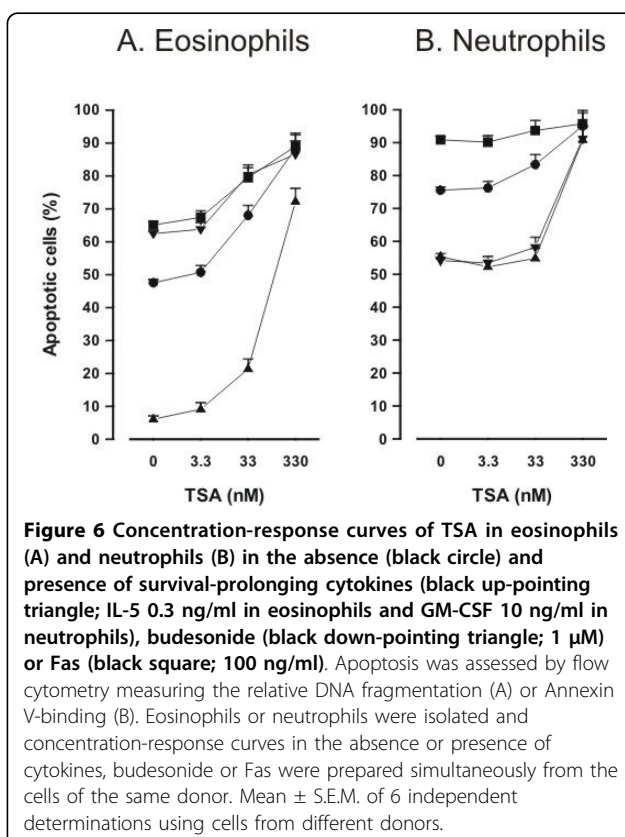 A. Eosinophils
B. Neutrophils
Apoptotic cells (%)
100
90
80
70
60
50
40
30
20
10
0
0 3.3 33 330
TSA (nM)
100
90
80
70
60
50
40
30
20
10
0
0 3.3 33 330
TSA (nM)
Figure 6 Concentration-response curves of TSA in eosinophils
(A) and neutrophils (B) in the absence (black circle) and
presence of survival-prolonging cytokines (black up-pointing
triangle; IL-5 0.3 ng/ml in eosinophils and GM-CSF 10 ng/ml in
neutrophils), budesonide (black down-pointing triangle; 1 μM)
or Fas (black square; 100 ng/ml). Apoptosis was assessed by flow
cytometry measuring the relative DNA fragmentation (A) or Annexin
V-binding (B). Eosinophils or neutrophils were isolated and
concentration-response curves in the absence or presence of
cytokines, budesonide or Fas were prepared simultaneously from the
cells of the same donor. Mean ± S.E.M. of 6 independent
determinations using cells from different donors.